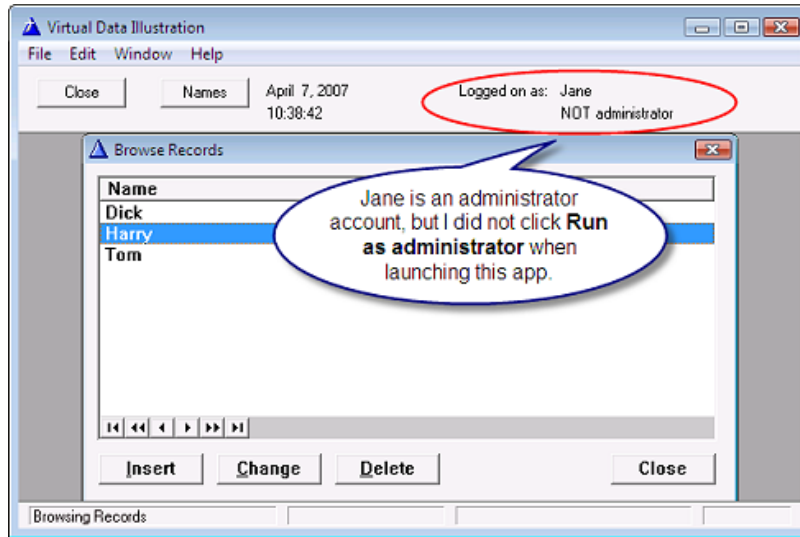 Virtual Data Illustration
File Edit Window Help
Close Names April 7, 2007 Logged on as: Jane
10:38:42 NOT administrator
Browse Records
Name
Dick
Harry
Tom
Jane is an administrator
account, but I did not click Run
as administrator when
launching this app.
Insert Change Delete Close
Browsing Records